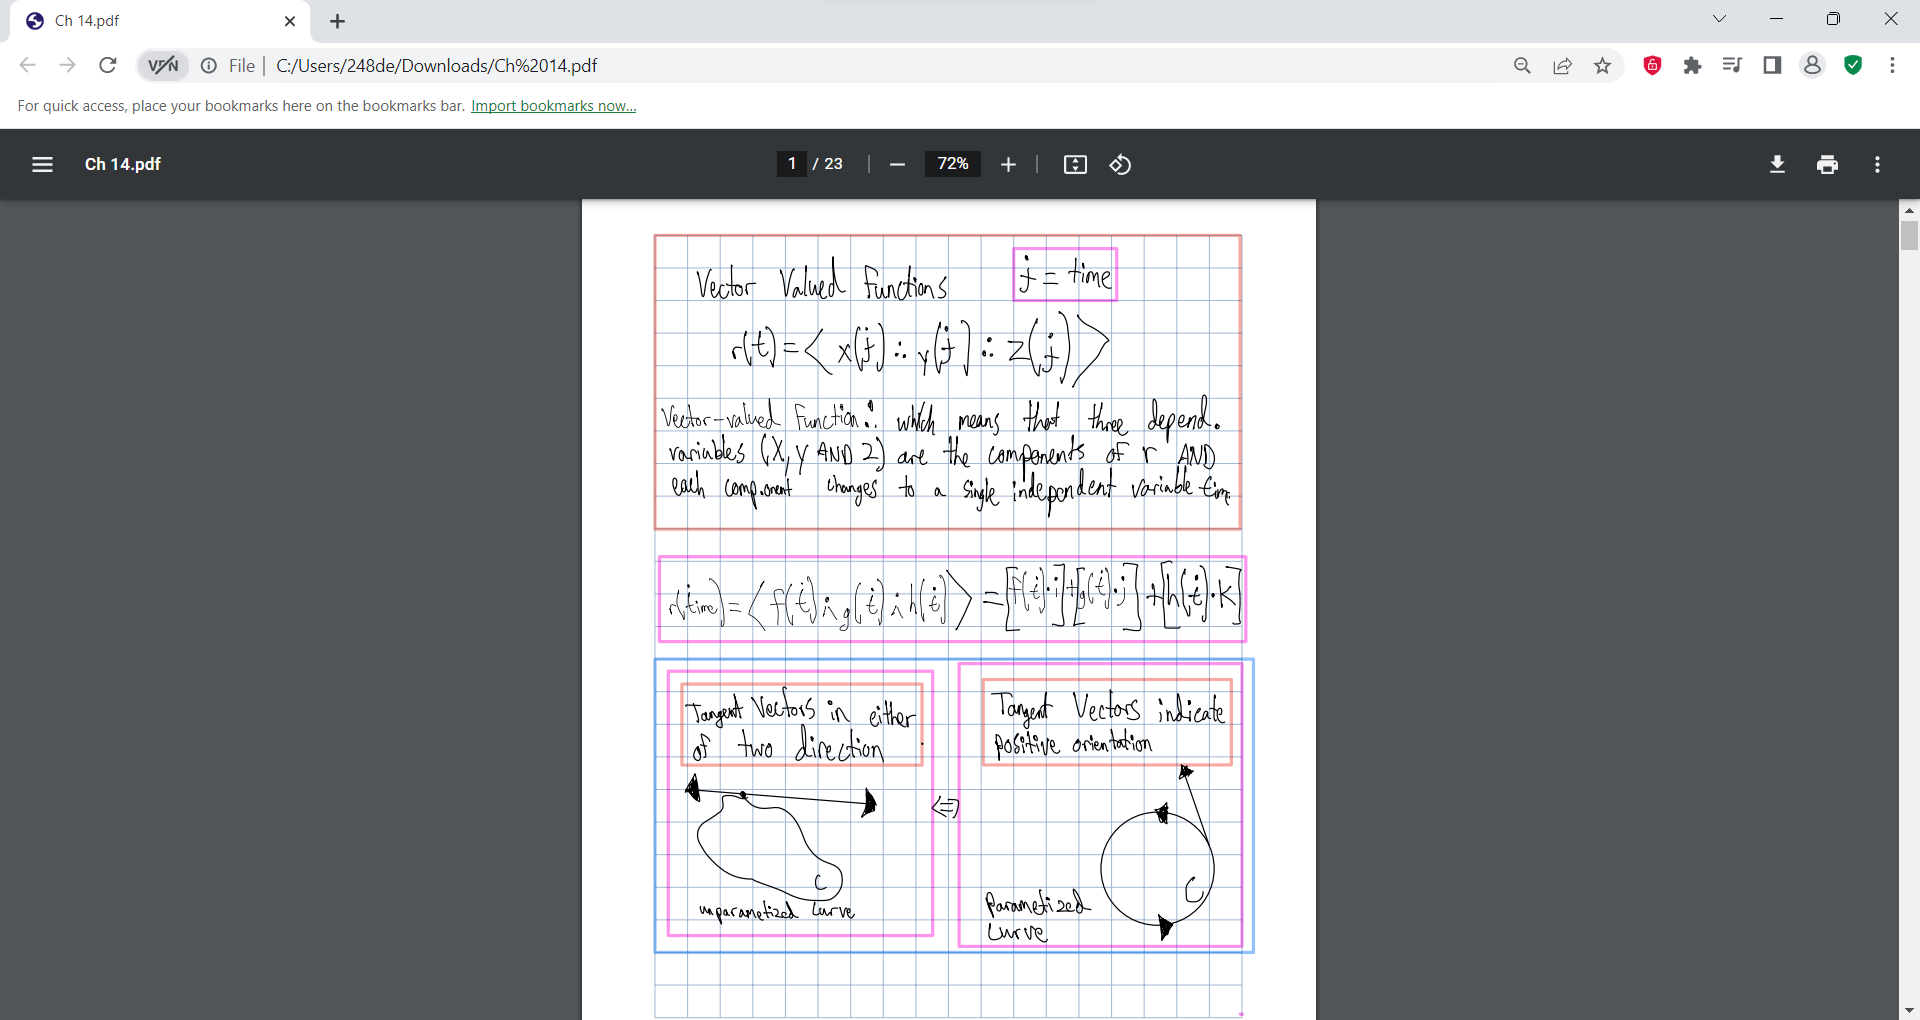 Ch 14.pdf
VPN File C:/Users/248de/Downloads/Ch%2014.pdf
For quick access, place your bookmarks here on the bookmarks bar. Import bookmarks now...
Ch 14.pdf 1 / 23 72%
Vector Valued Functions
t = time
r(t) = < x(t) : y(t) : z(t) >
Vector-valued Function: which means that three depend.
variables (X, Y AND Z) are the components of r AND
each component changes to a single independent variable time
r(time) = < f(t) ; g(t) ; h(t) > = [f(t)·i] + [g(t)·j] + [h(t)·K]
Tangent Vectors in either
of two direction
Tangent Vectors indicate
positive orientation
<=>
C
unparametized Curve
C
Parametized
Curve